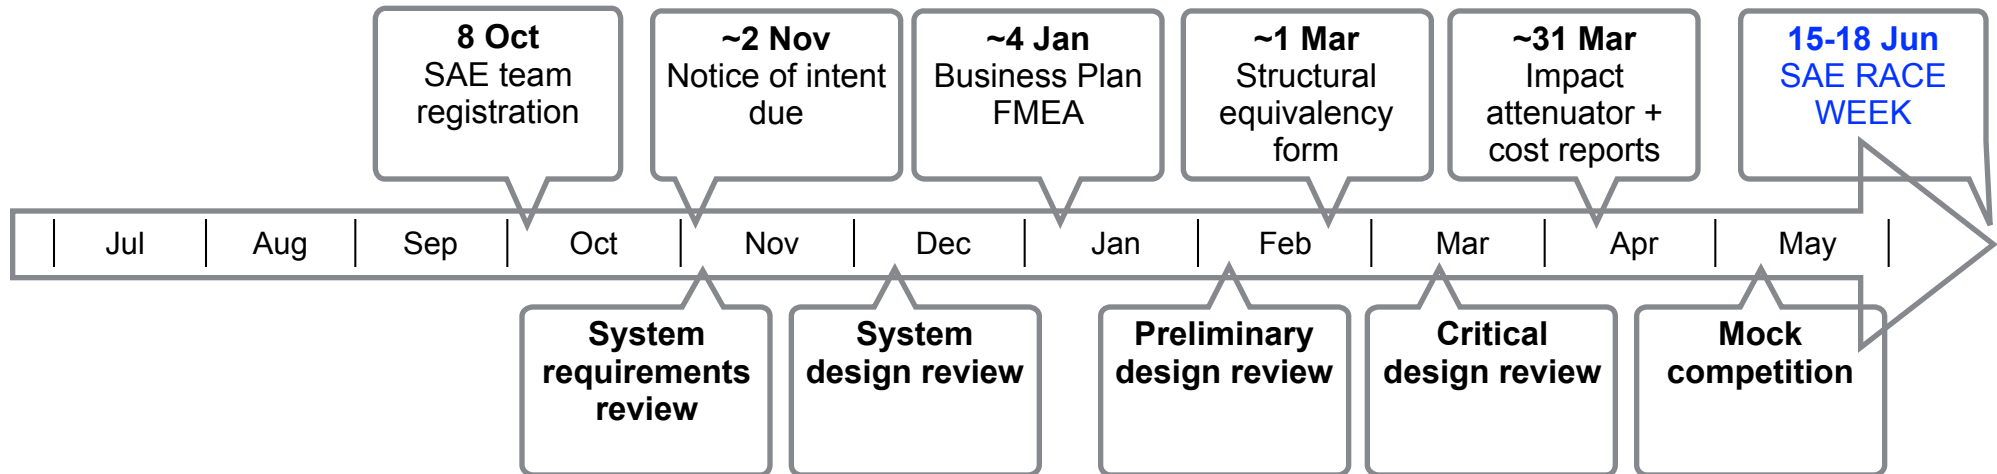 8 Oct
SAE team
registration
~2 Nov
Notice of intent
due
~4 Jan
Business Plan
FMEA
~1 Mar
Structural
equivalency
form
~31 Mar
Impact
attenuator +
cost reports
15-18 Jun
SAE RACE
WEEK
Jul
Aug
Sep
Oct
Nov
Dec
Jan
Feb
Mar
Apr
May
System
requirements
review
System
design review
Preliminary
design review
Critical
design review
Mock
competition